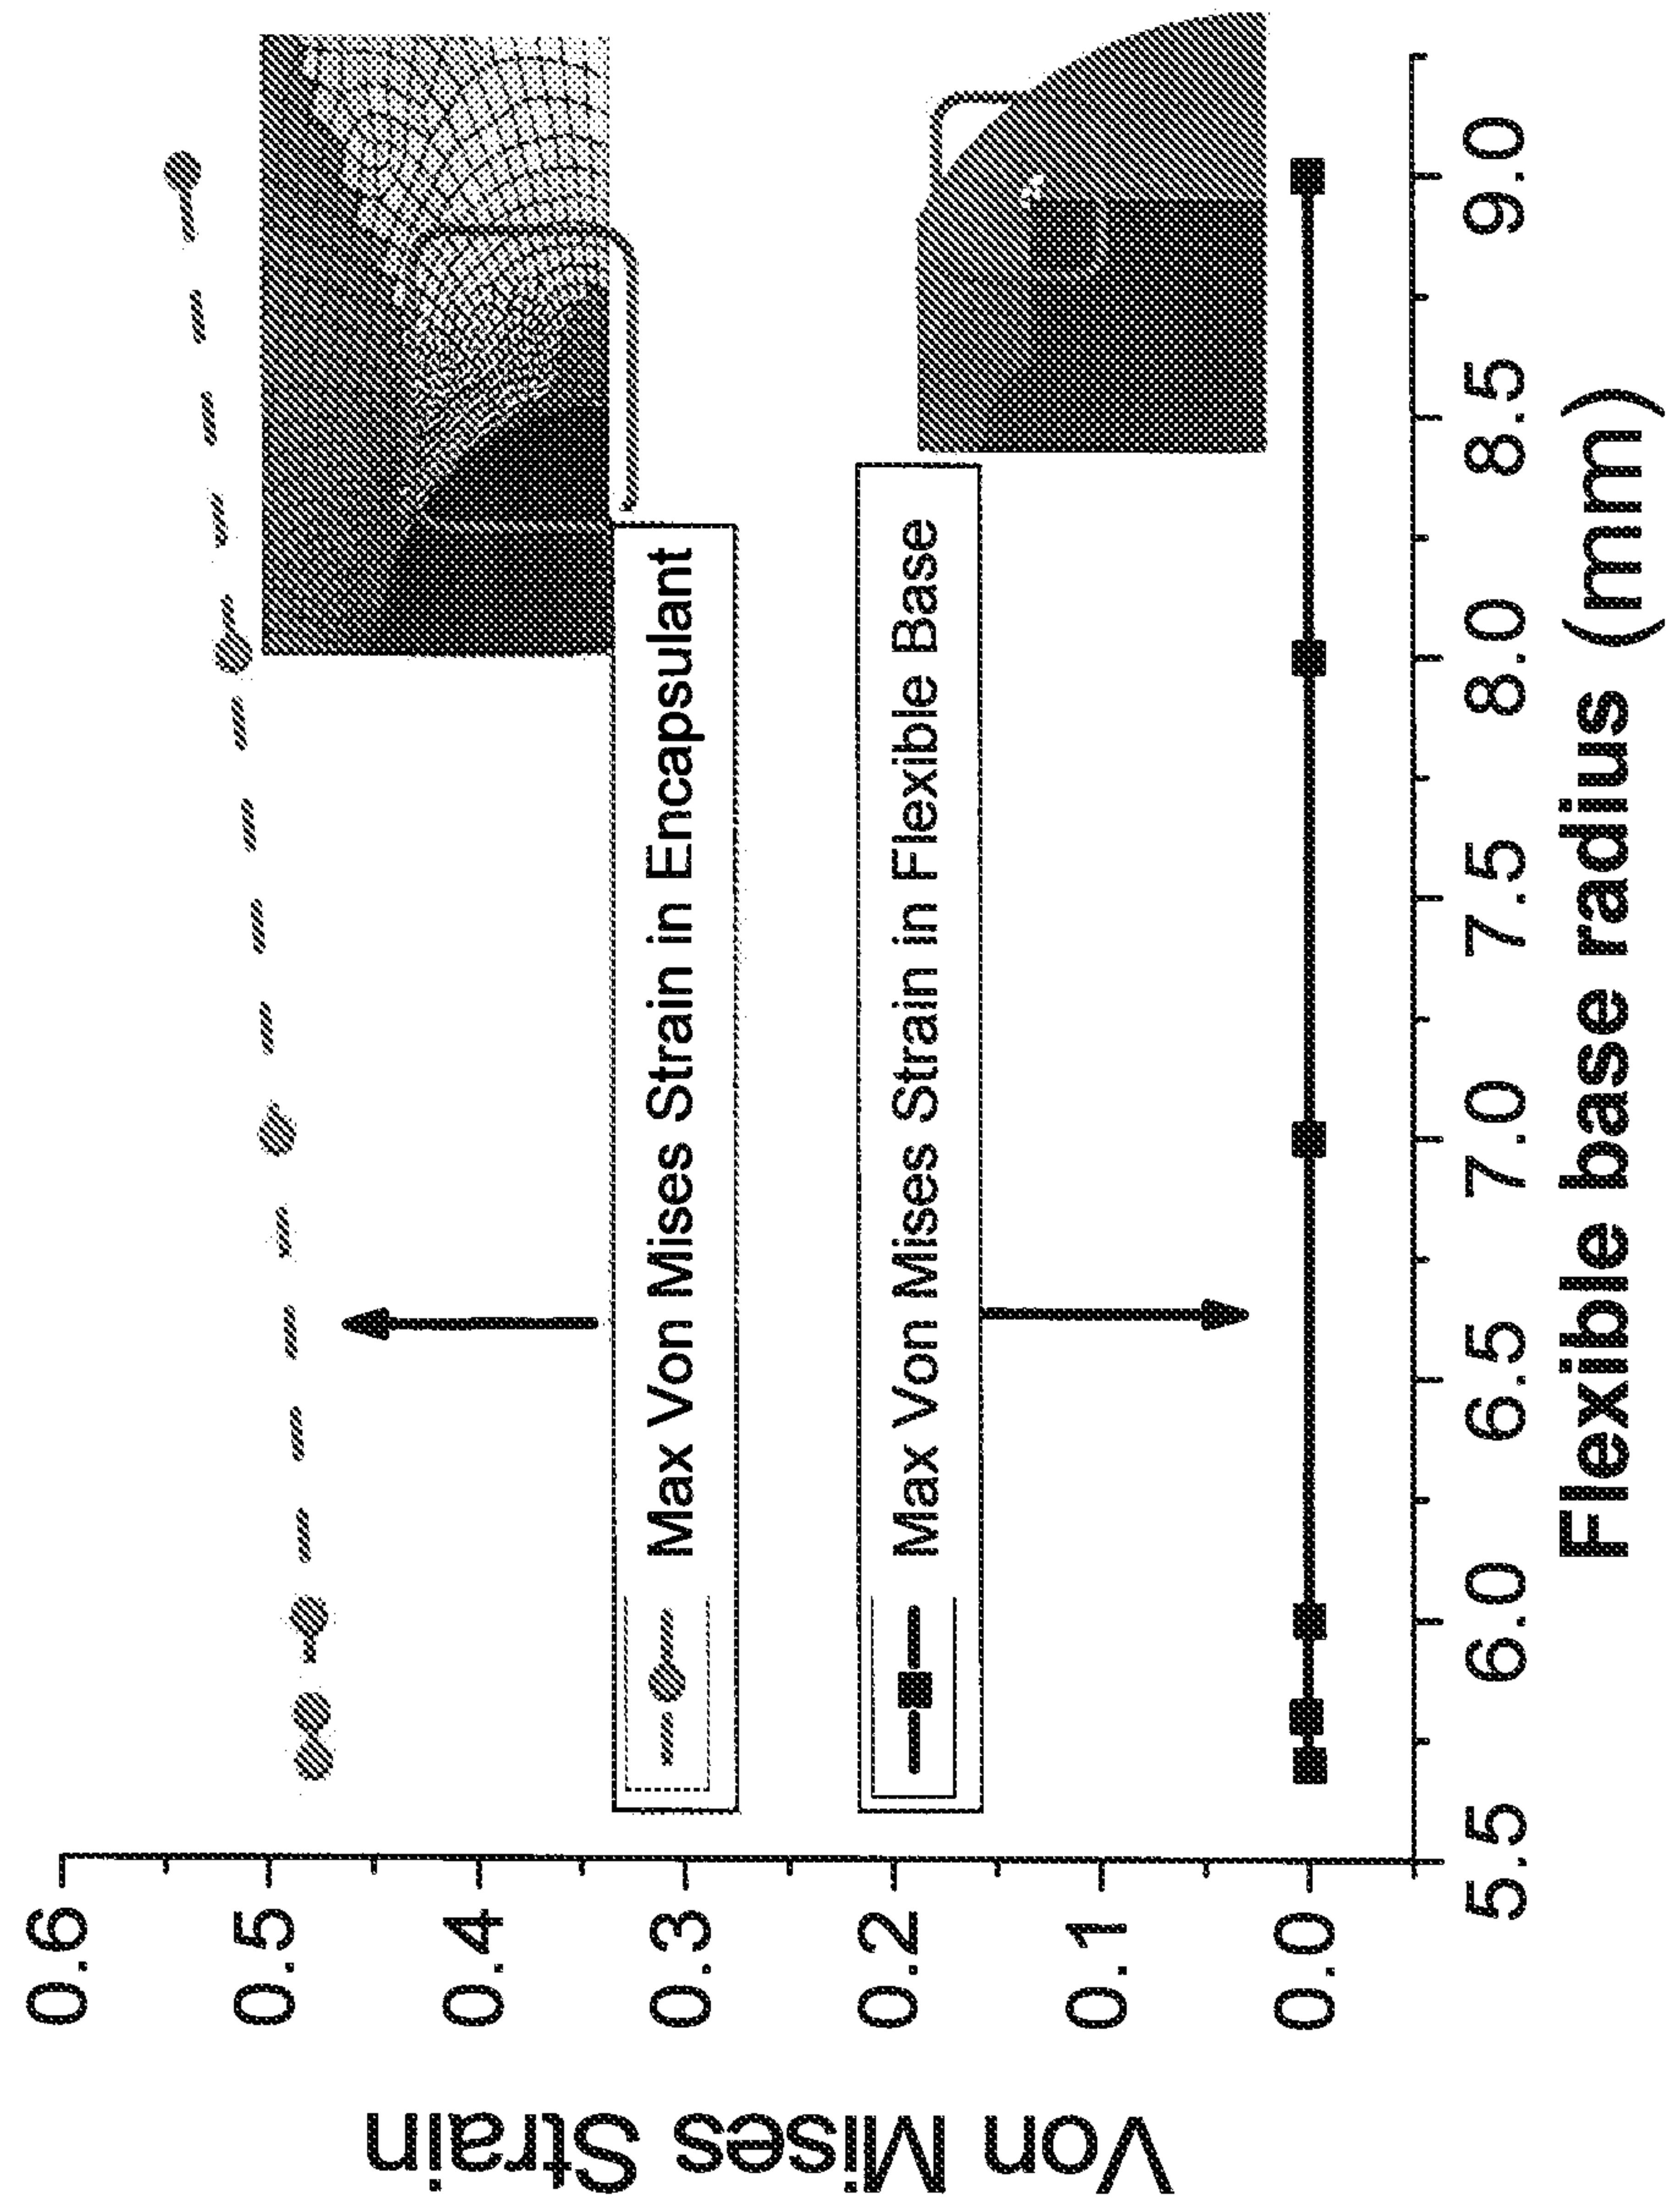 Von Mises Strain
0.6
0.5
0.4
0.3
0.2
0.1
0.0
Max Von Mises Strain in Encapsulant
Max Von Mises Strain in Flexible Base
5.5 6.0 6.5 7.0 7.5 8.0 8.5 9.0
Flexible base radius (mm)